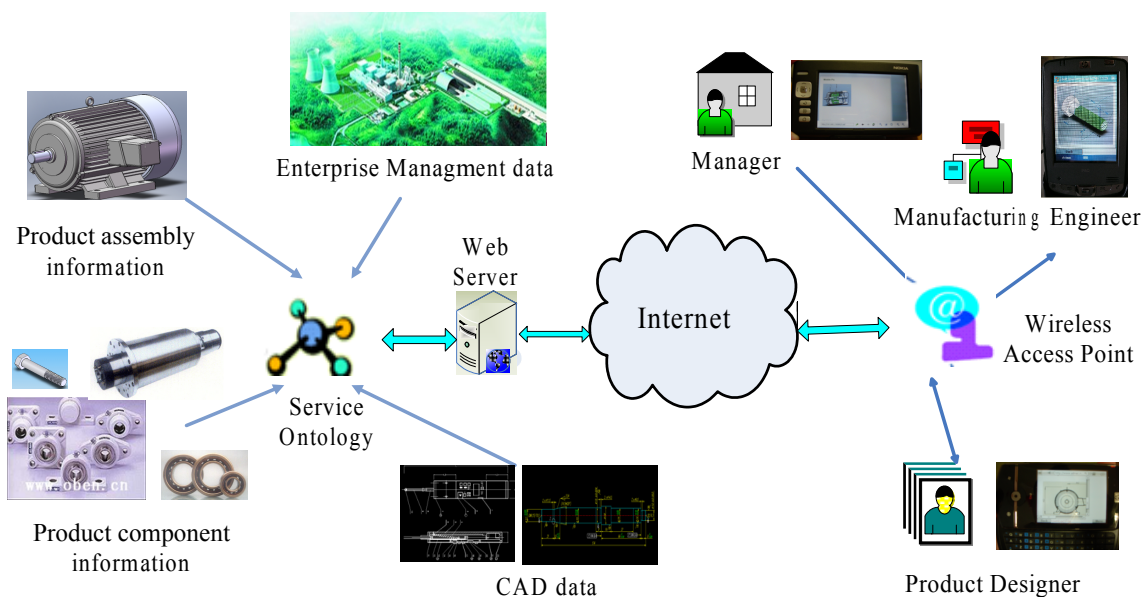 Enterprise Managment data
Manager
Manufacturing Engineer
Product assembly
information
Web
Server
Internet
@
Wireless
Access Point
Service
Ontology
www.oben.cn
Product component
information
CAD data
Product Designer